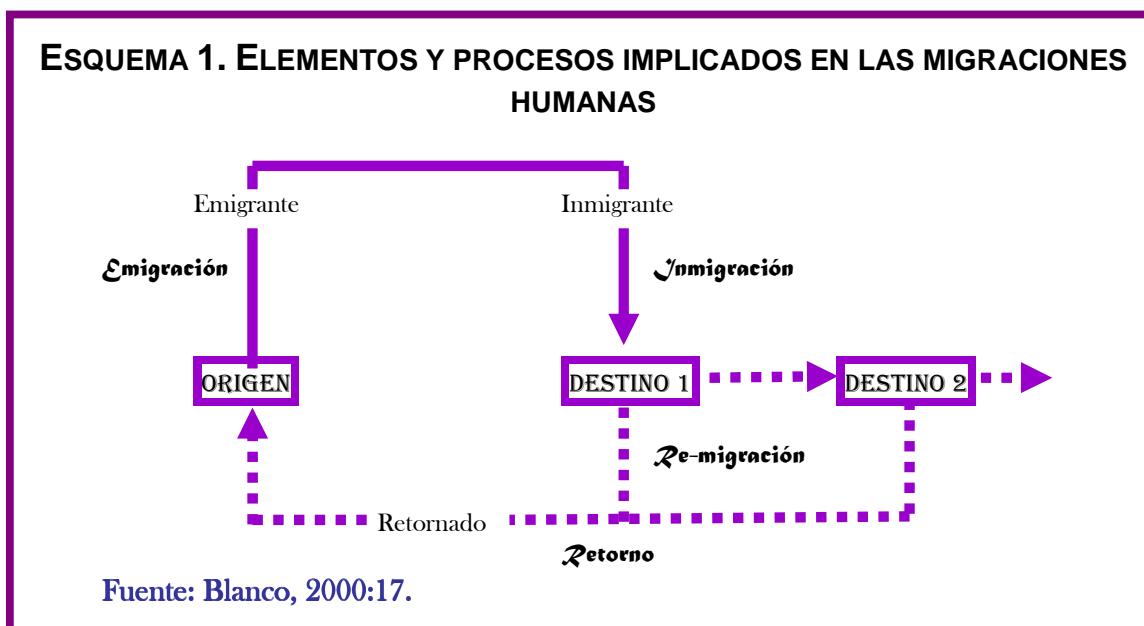 ESQUEMA 1. ELEMENTOS Y PROCESOS IMPLICADOS EN LAS MIGRACIONES
HUMANAS
Emigrante
Inmigrante
Emigración
Inmigración
ORIGEN
DESTINO 1
DESTINO 2
Re-migración
Retornado
Retorno
Fuente: Blanco, 2000:17.